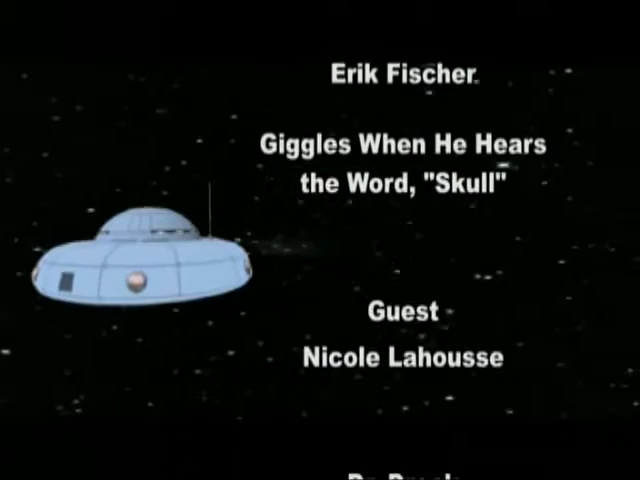 Erik Fischer
Giggles When He Hears
the Word, "Skull"
Guest
Nicole Lahousse